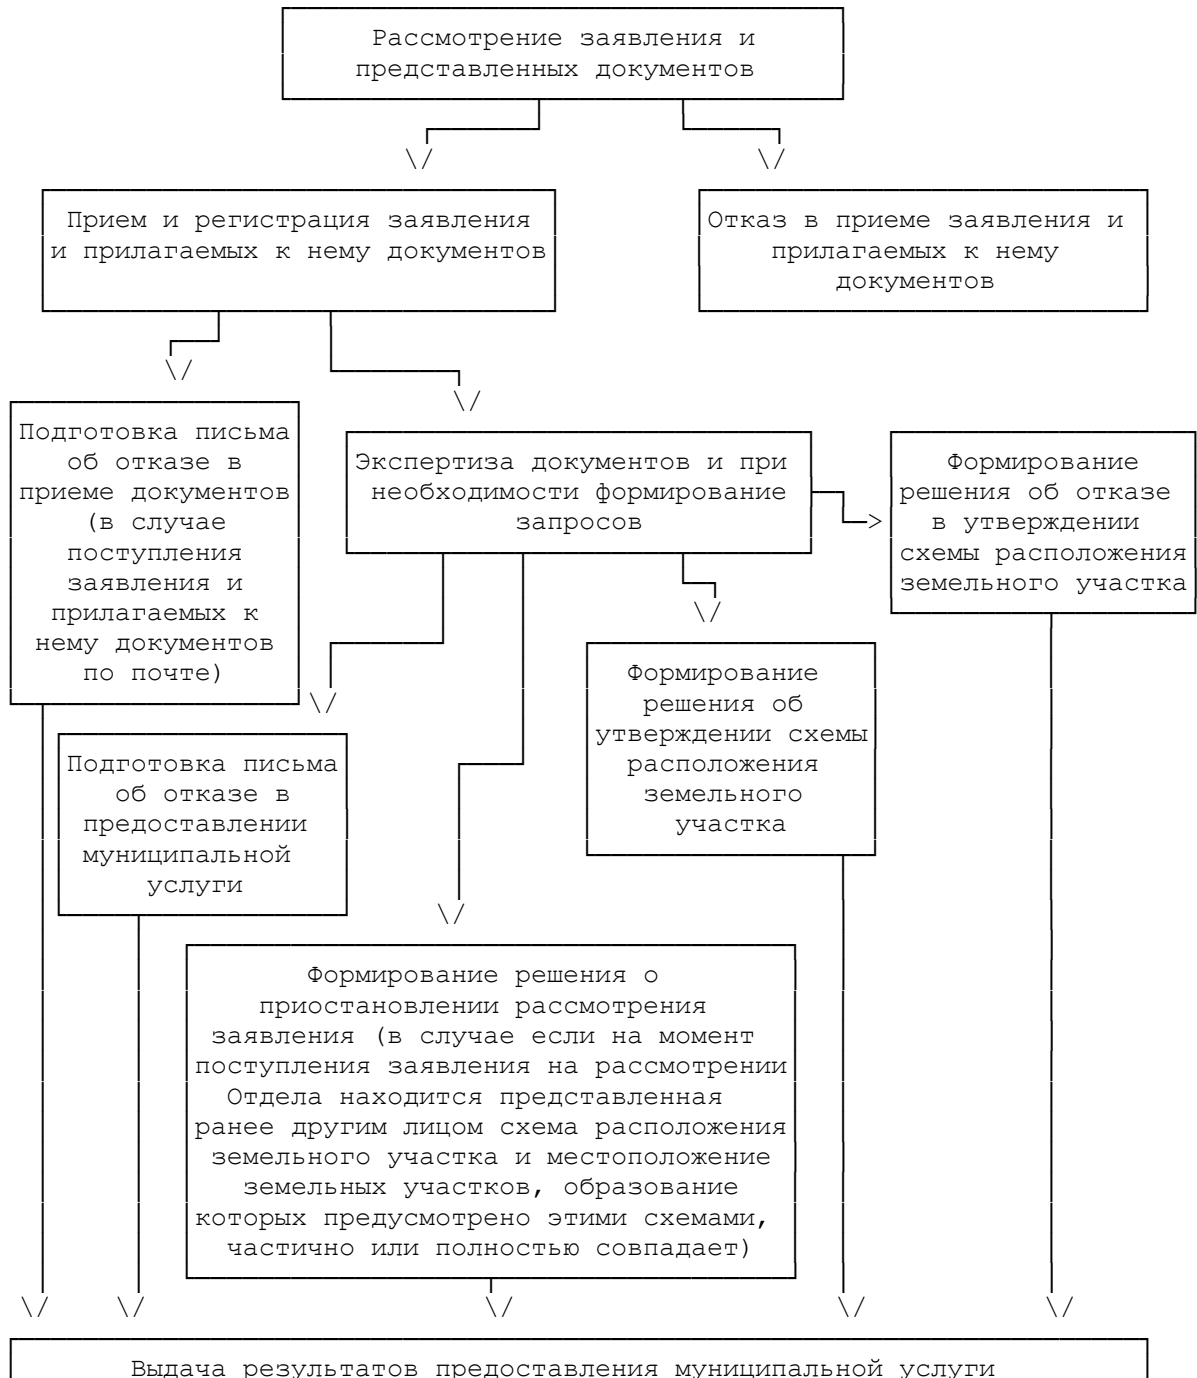 Рассмотрение заявления и
представленных документов
Прием и регистрация заявления
и прилагаемых к нему документов
Отказ в приеме заявления и
прилагаемых к нему
документов
Подготовка письма
об отказе в
приеме документов
(в случае
поступления
заявления и
прилагаемых к
нему документов
по почте)
Экспертиза документов и при
необходимости формирование
запросов
Формирование
решения об отказе
в утверждении
схемы расположения
земельного участка
Формирование
решения об
утверждении схемы
расположения
земельного
участка
Подготовка письма
об отказе в
предоставлении
муниципальной
услуги
Формирование решения о
приостановлении рассмотрения
заявления (в случае если на момент
поступления заявления на рассмотрении
Отдела находится представленная
ранее другим лицом схема расположения
земельного участка и местоположение
земельных участков, образование
которых предусмотрено этими схемами,
частично или полностью совпадает)
Выдача результатов предоставления муниципальной услуги